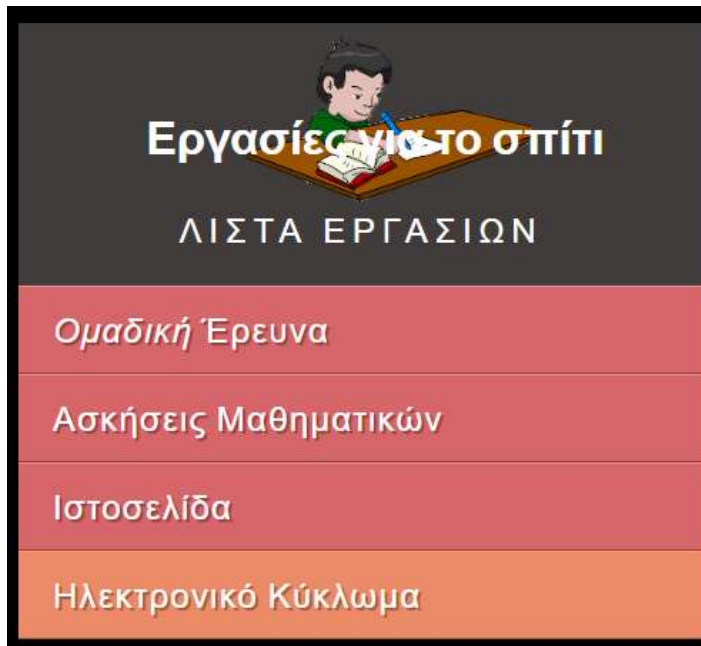 Εργασίες για το σπίτι
ΛΙΣΤΑ ΕΡΓΑΣΙΩΝ
Ομαδική Έρευνα
Ασκήσεις Μαθηματικών
Ιστοσελίδα
Ηλεκτρονικό Κύκλωμα